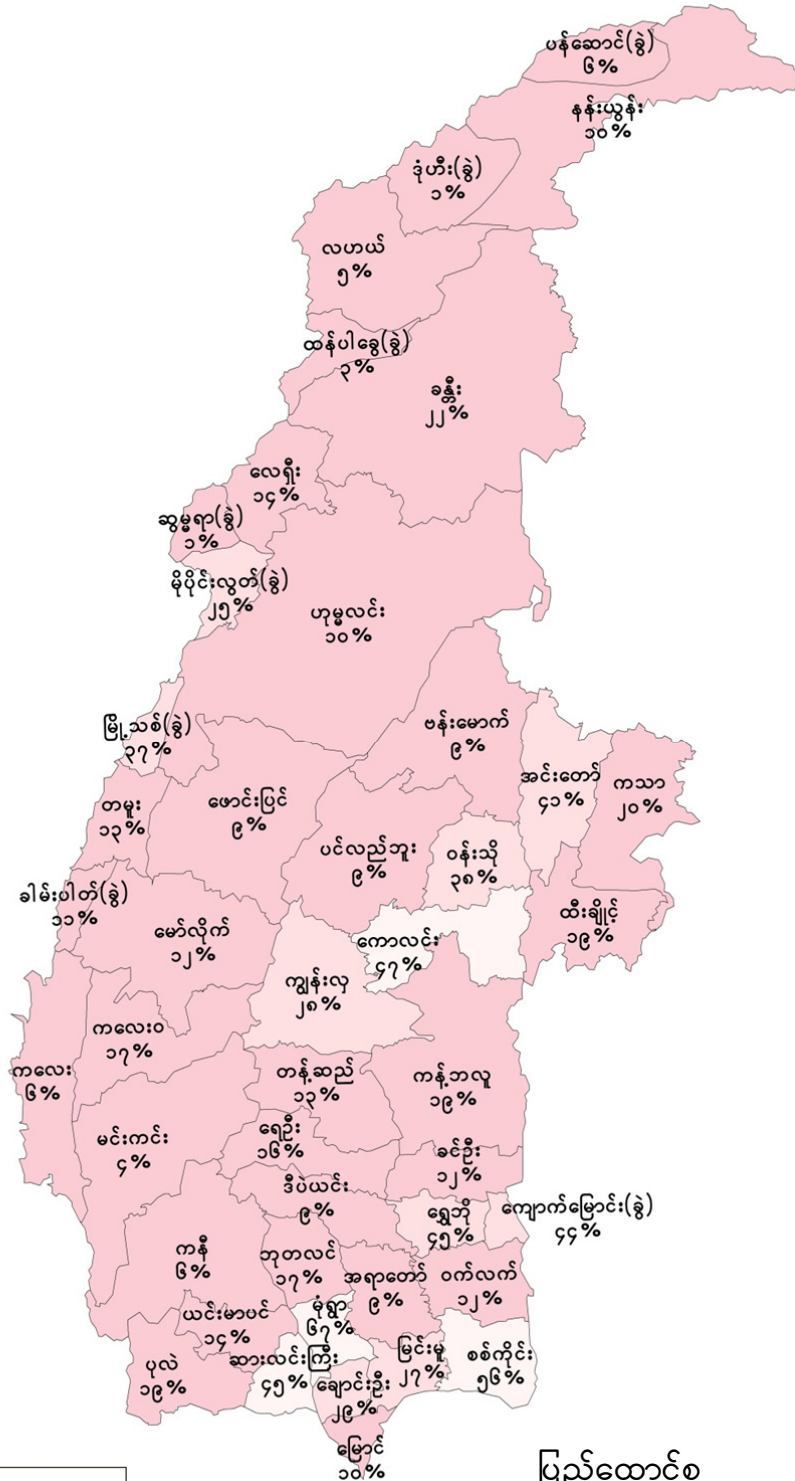 ပန်ဆောင်(ခွဲ)
၆%
နန်းယွန်း
၁၀%
ဒုံဟီး(ခွဲ)
၁%
လဟယ်
၅%
ထန်ပါခွေ(ခွဲ)
၃%
ခန္တီး
၂၂%
လေရှီး
၁၄%
ဆွမ္မရာ(ခွဲ)
၁%
မိုပိုင်းလွတ်(ခွဲ)
၂၅%
ဟုမ္မလင်း
၁၀%
မြို့သစ်(ခွဲ)
၃၇%
ဗန်းမောက်
၉%
အင်းတော်
၄၁%
ကသာ
၂၀%
တမူး
၁၃%
ဖောင်းပြင်
၉%
ပင်လည်ဘူး
၉%
ဝန်းသို
၃၈%
ခါမ်းပါတ်(ခွဲ)
၁၁%
မော်လိုက်
၁၂%
ထီးချိုင့်
၁၉%
ကောလင်း
၄၇%
ကျွန်းလှ
၂၈%
ကလေးဝ
၁၇%
ကလေး
၆%
တန့်ဆည်
၁၃%
ကန့်ဘလူ
၁၉%
မင်းကင်း
၄%
ရေဦး
၁၆%
ခင်ဦး
၁၂%
ဒီပဲယင်း
၉%
ရွှေဘို
၄၅%
ကျောက်မြောင်း(ခွဲ)
၄၄%
ကနီ
၆%
ဘုတလင်
၁၇%
အရာတော်
၉%
ဝက်လက်
၁၂%
ယင်းမာပင်
၁၄%
မုံရွာ
၆၇%
ပုလဲ
၁၉%
ဆားလင်းကြီး
၄၅%
မြင်းမူ
၂၇%
စစ်ကိုင်း
၅၆%
ချောင်းဦး
၂၉%
မြောင်
၁၀%
ပြည်ထောင်စု